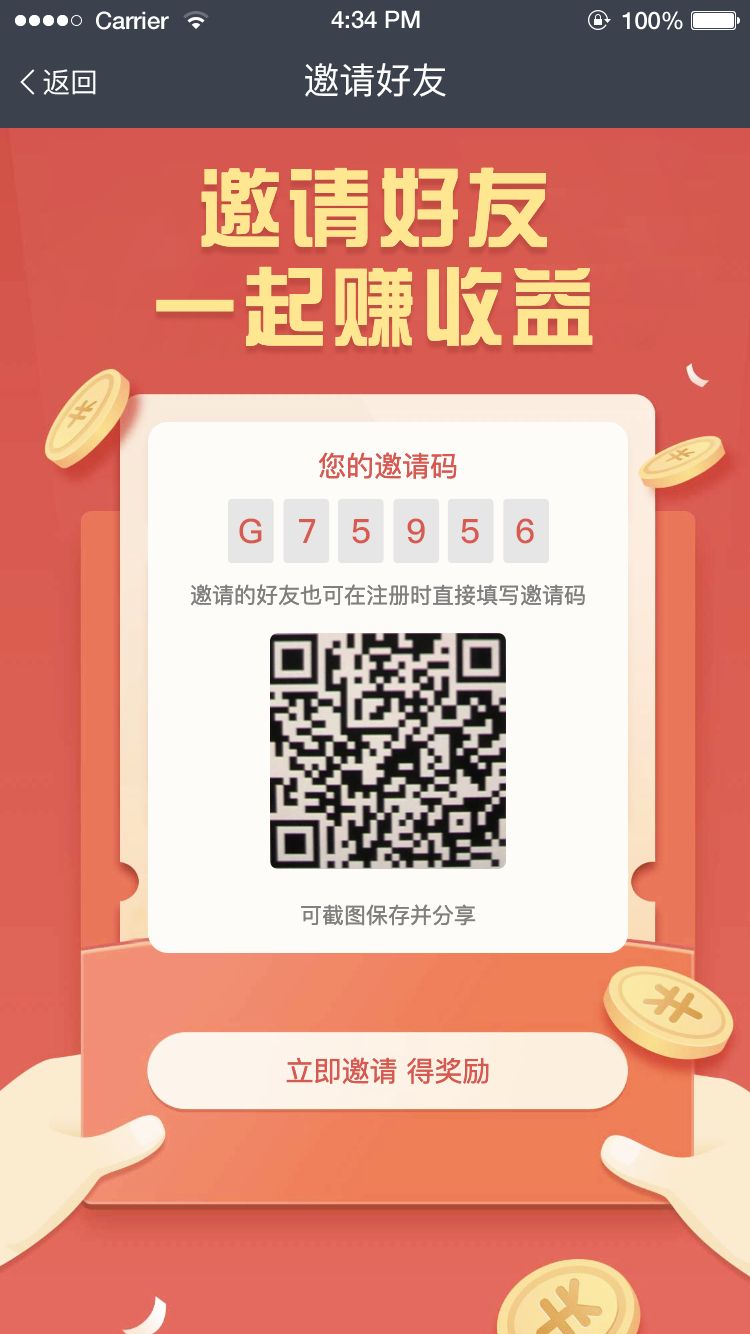 Carrier 4:34 PM 100%
返回 邀请好友
邀请好友
一起赚收益
您的邀请码
G 7 5 9 5 6
邀请的好友也可在注册时直接填写邀请码
可截图保存并分享
立即邀请 得奖励